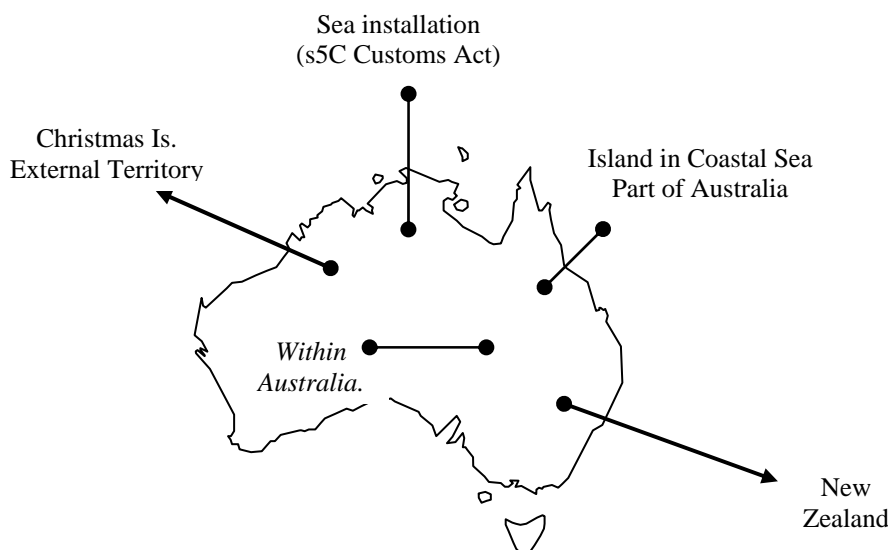 Sea installation
(s5C Customs Act)
Christmas Is.
External Territory
Island in Coastal Sea
Part of Australia
Within
Australia.
New
Zealand